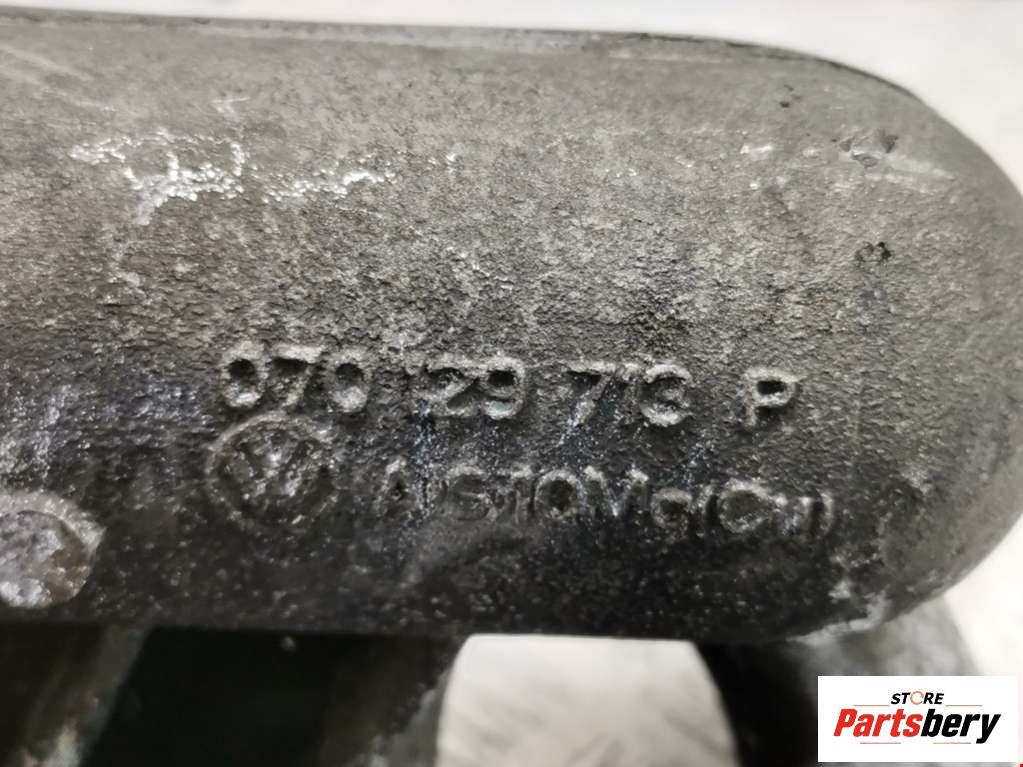 070 129 713 P
AlSi10Mg(Cu)
STORE
Partsbery